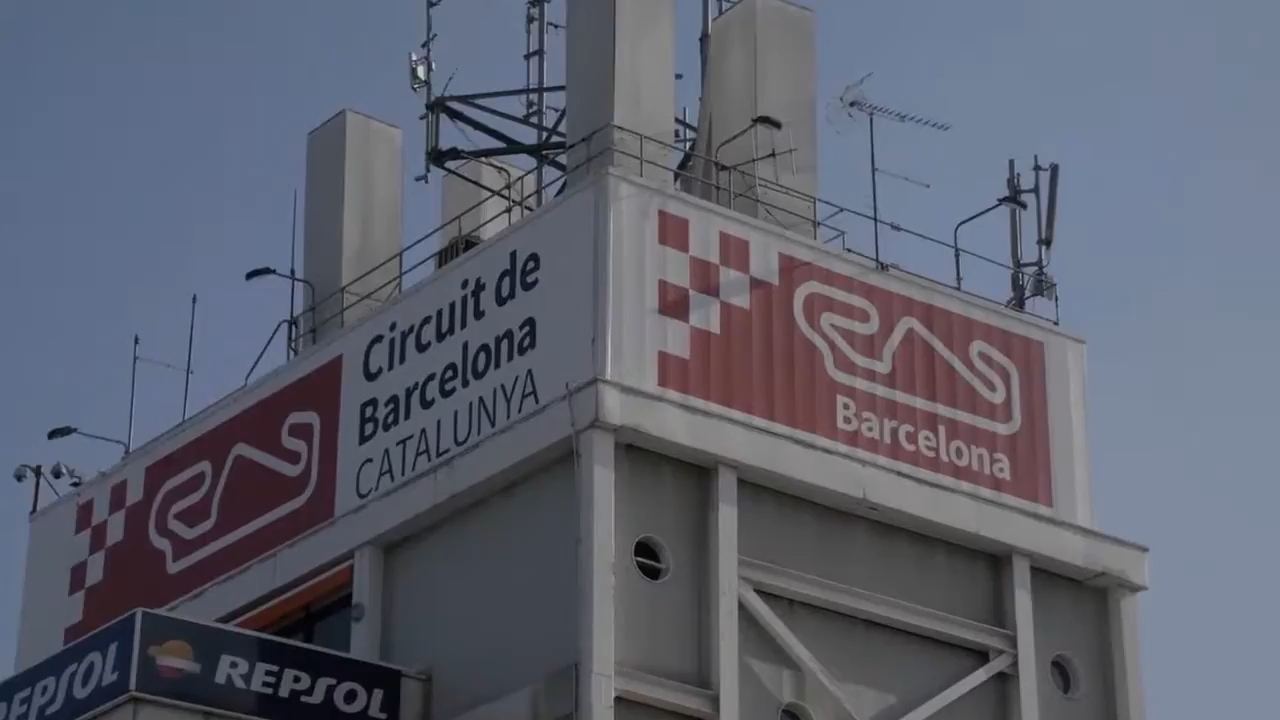 Circuit de
Barcelona
CATALUNYA
Barcelona
REPSOL
REPSOL